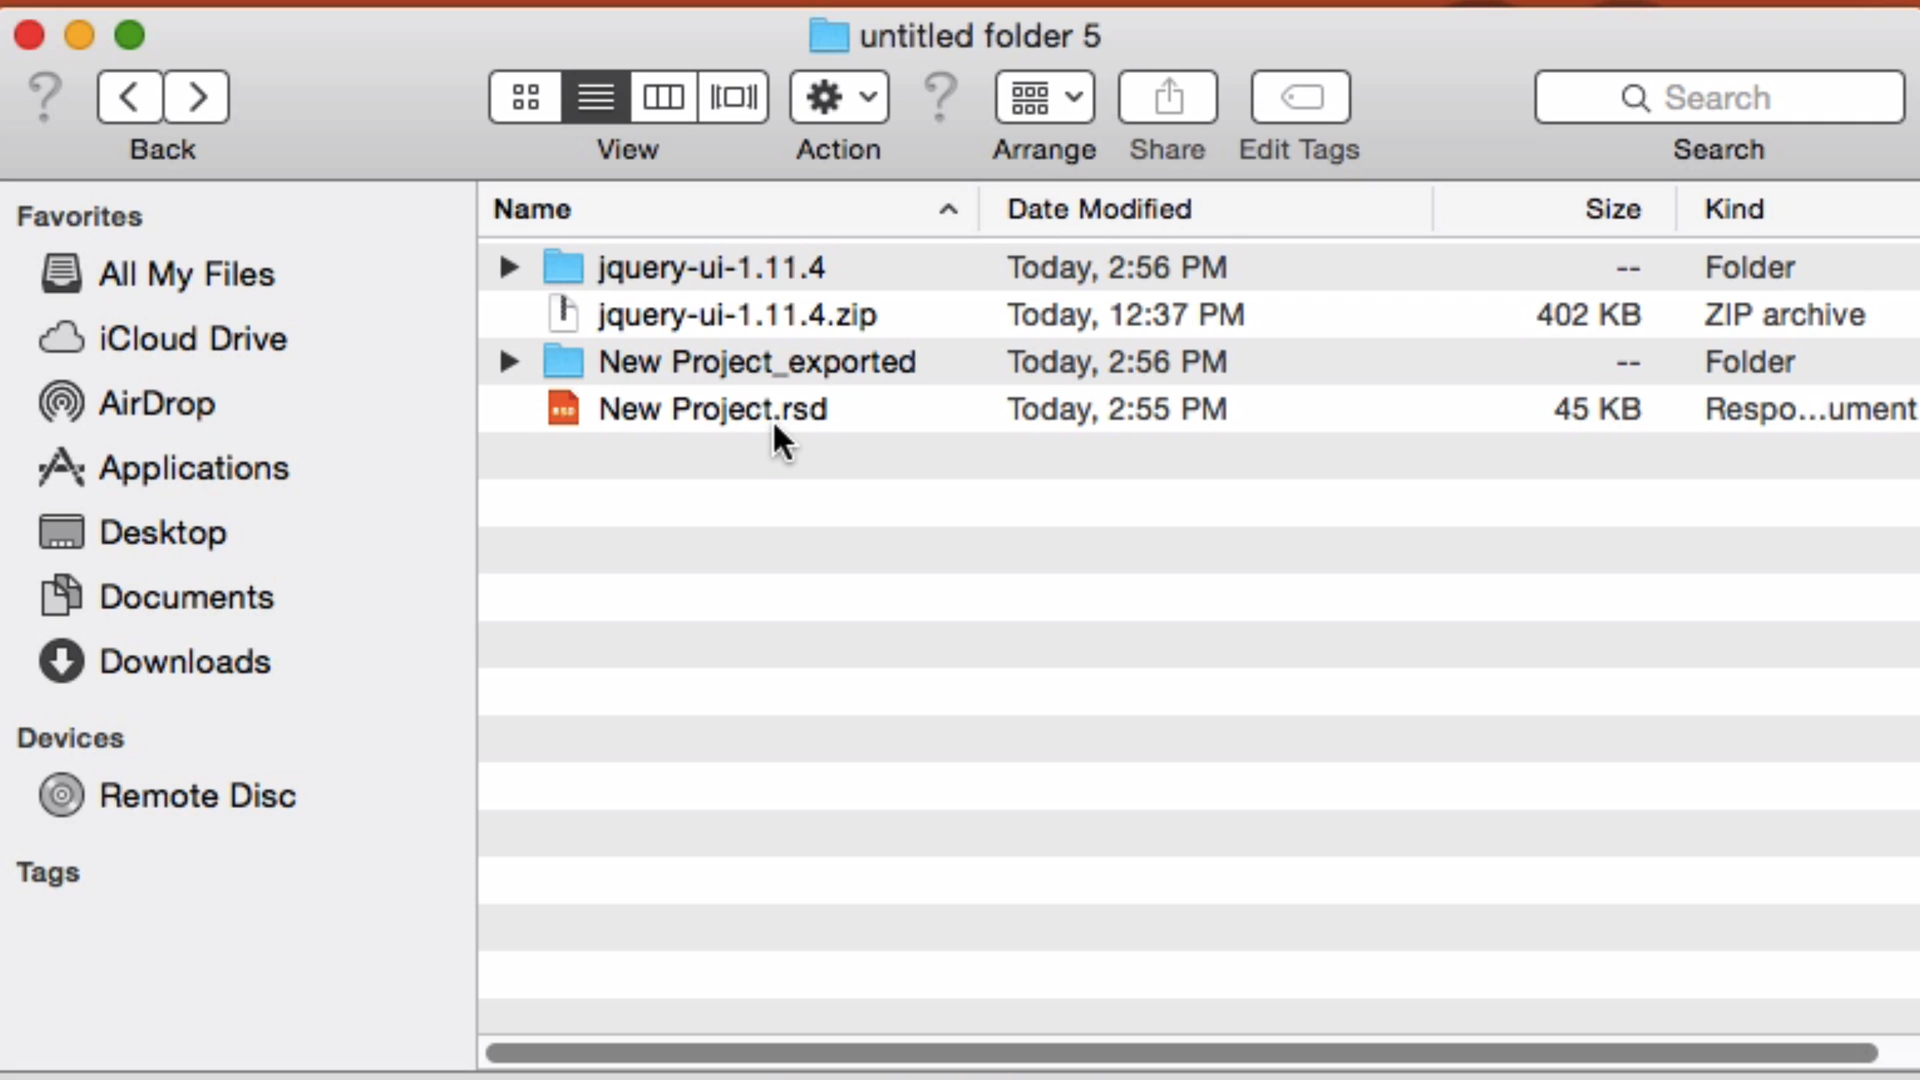 untitled folder 5
?
?
Search
Back
View
Action
Arrange
Share
Edit Tags
Search
Favorites
All My Files
iCloud Drive
AirDrop
Applications
Desktop
Documents
Downloads
Devices
Remote Disc
Tags
Name Date Modified Size Kind
jquery-ui-1.11.4 Today, 2:56 PM -- Folder
jquery-ui-1.11.4.zip Today, 12:37 PM 402 KB ZIP archive
New Project_exported Today, 2:56 PM -- Folder
New Project.rsd Today, 2:55 PM 45 KB Respo...ument